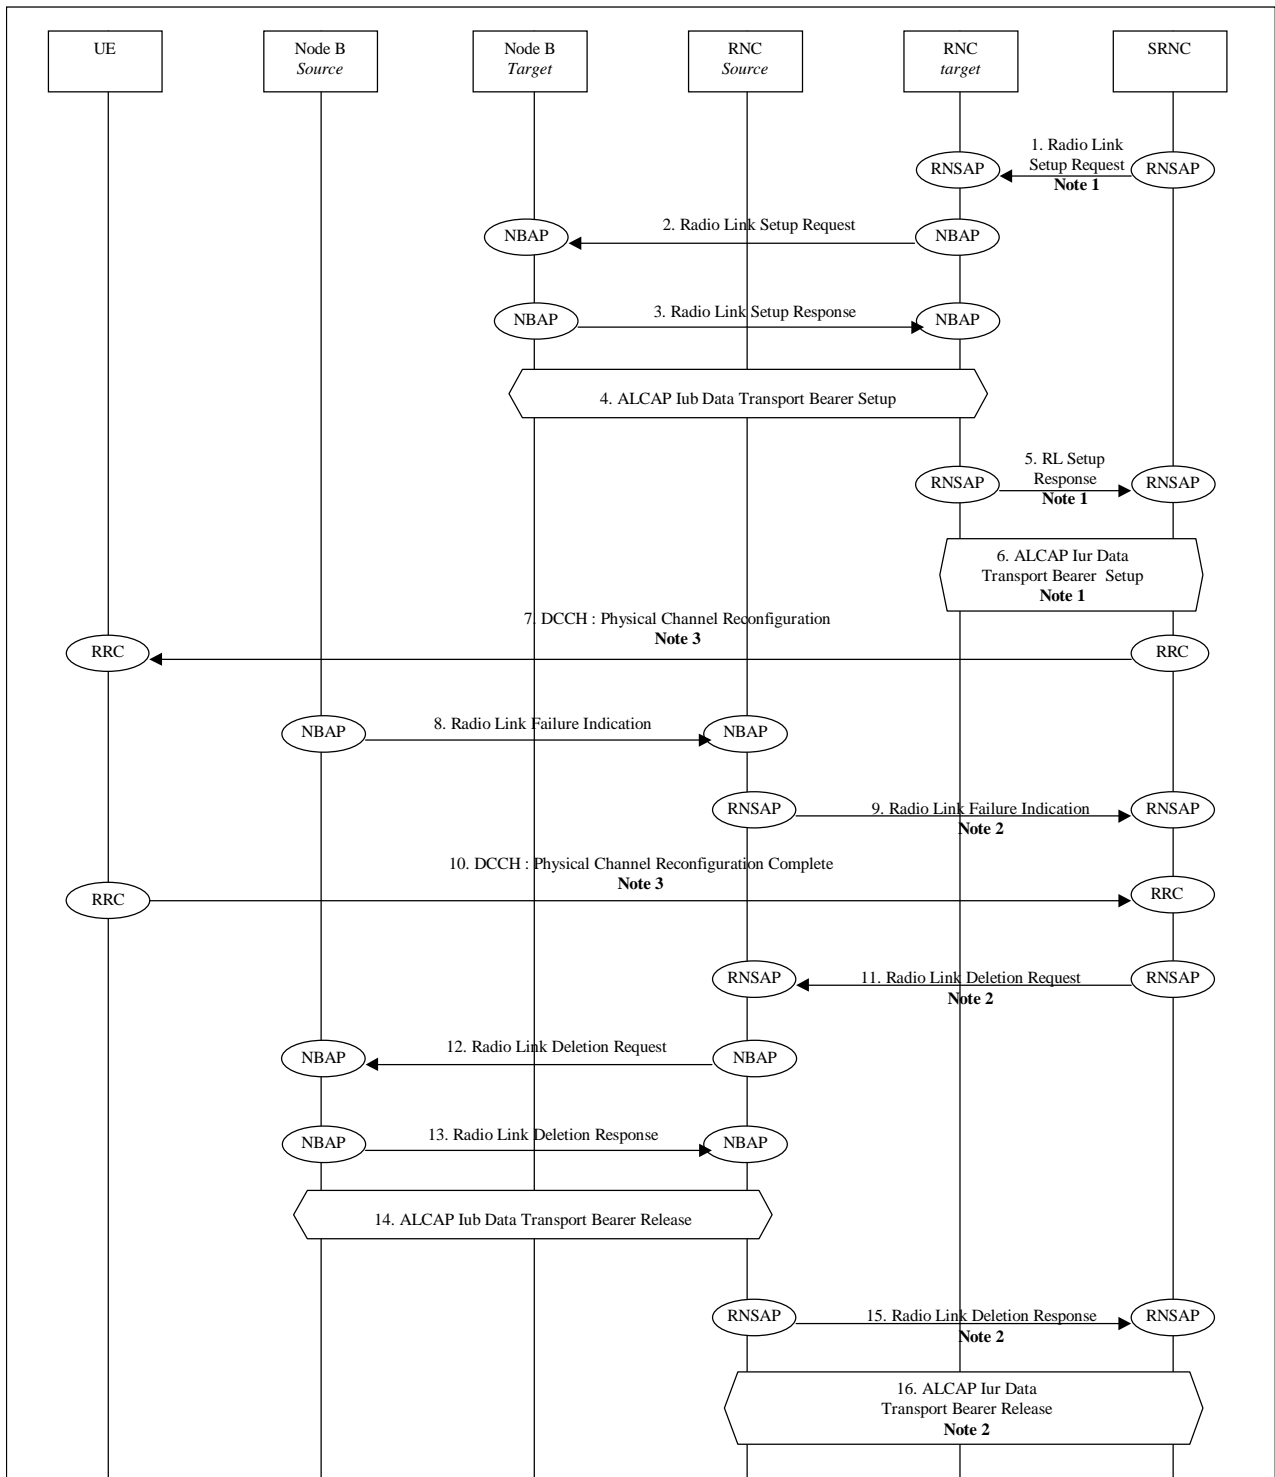 UE
Node B
Source
Node B
Target
RNC
Source
RNC
target
SRNC
1. Radio Link
Setup Request
Note 1
RNSAP
RNSAP
2. Radio Link Setup Request
NBAP
NBAP
3. Radio Link Setup Response
NBAP
NBAP
4. ALCAP Iub Data Transport Bearer Setup
5. RL Setup
Response
Note 1
RNSAP
RNSAP
6. ALCAP Iur Data
Transport Bearer Setup
Note 1
7. DCCH : Physical Channel Reconfiguration
Note 3
RRC
RRC
8. Radio Link Failure Indication
NBAP
NBAP
RNSAP
9. Radio Link Failure Indication
Note 2
RNSAP
10. DCCH : Physical Channel Reconfiguration Complete
Note 3
RRC
RRC
RNSAP
11. Radio Link Deletion Request
Note 2
RNSAP
12. Radio Link Deletion Request
NBAP
NBAP
13. Radio Link Deletion Response
NBAP
NBAP
14. ALCAP Iub Data Transport Bearer Release
RNSAP
15. Radio Link Deletion Response
Note 2
RNSAP
16. ALCAP Iur Data
Transport Bearer Release
Note 2